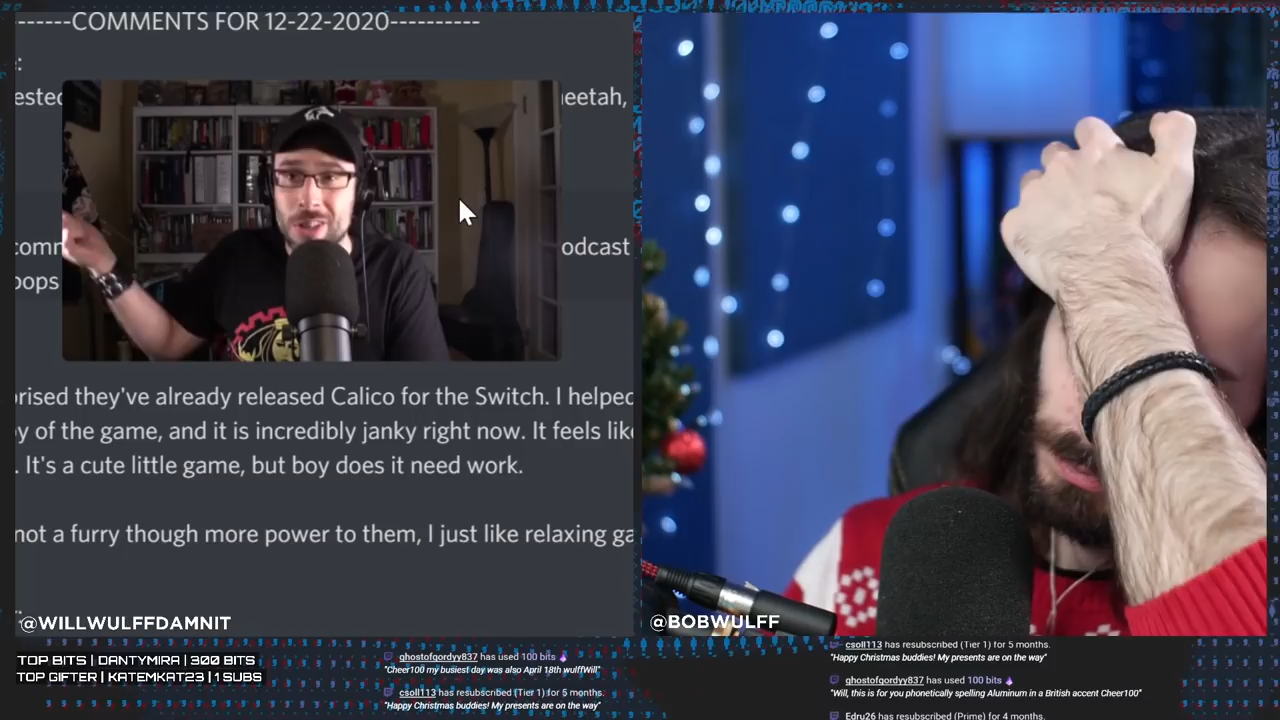 ------COMMENTS FOR 12-22-2020----------
:
heetah,
comm
odcast
oops
prised they've already released Calico for the Switch. I helped
y of the game, and it is incredibly janky right now. It feels like
. It's a cute little game, but boy does it need work.
not a furry though more power to them, I just like relaxing ga
@WILLWULFFDAMNIT
@BOBWULFF
TOP BITS | DANTYMIRA | 300 BITS
TOP GIFTER | KATEMKAT23 | 1 SUBS
ghostofgordyy837 has used 100 bits
"Cheer100 my busiest day was also April 18th wulffWill"
csoll113 has resubscribed (Tier 1) for 5 months.
"Happy Christmas buddies! My presents are on the way"
csoll113 has resubscribed (Tier 1) for 5 months.
"Happy Christmas buddies! My presents are on the way"
ghostofgordyy837 has used 100 bits
"Will, this is for you phonetically spelling Aluminum in a British accent Cheer100"
Edru26 has resubscribed (Prime) for 4 months.